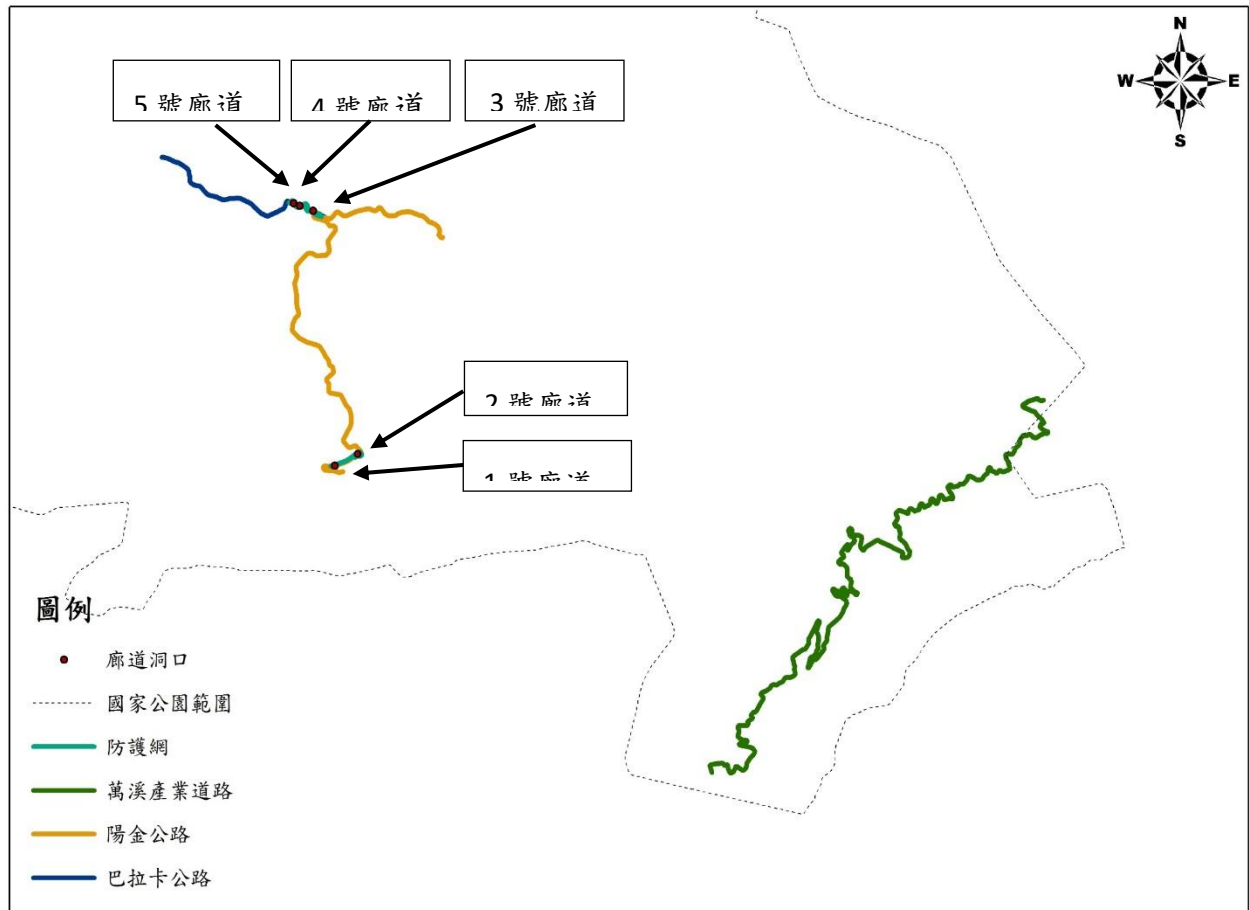 N
W
E
S
5 號廊道
4 號廊道
3 號廊道
2 號廊道
1 號廊道
圖例
廊道洞口
國家公園範圍
防護網
萬溪產業道路
陽金公路
巴拉卡公路